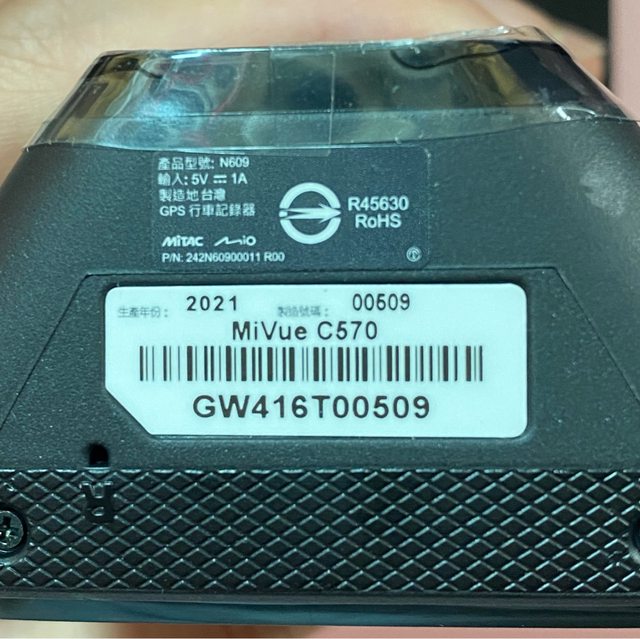 產品型號: N609
輸入: 5V ⎓ 1A
製造地台灣
GPS 行車記錄器
R45630
RoHS
MiTAC Mio
P/N: 242N60900011 R00
生產年份: 2021 製造號碼: 00509
MiVue C570
GW416T00509
R